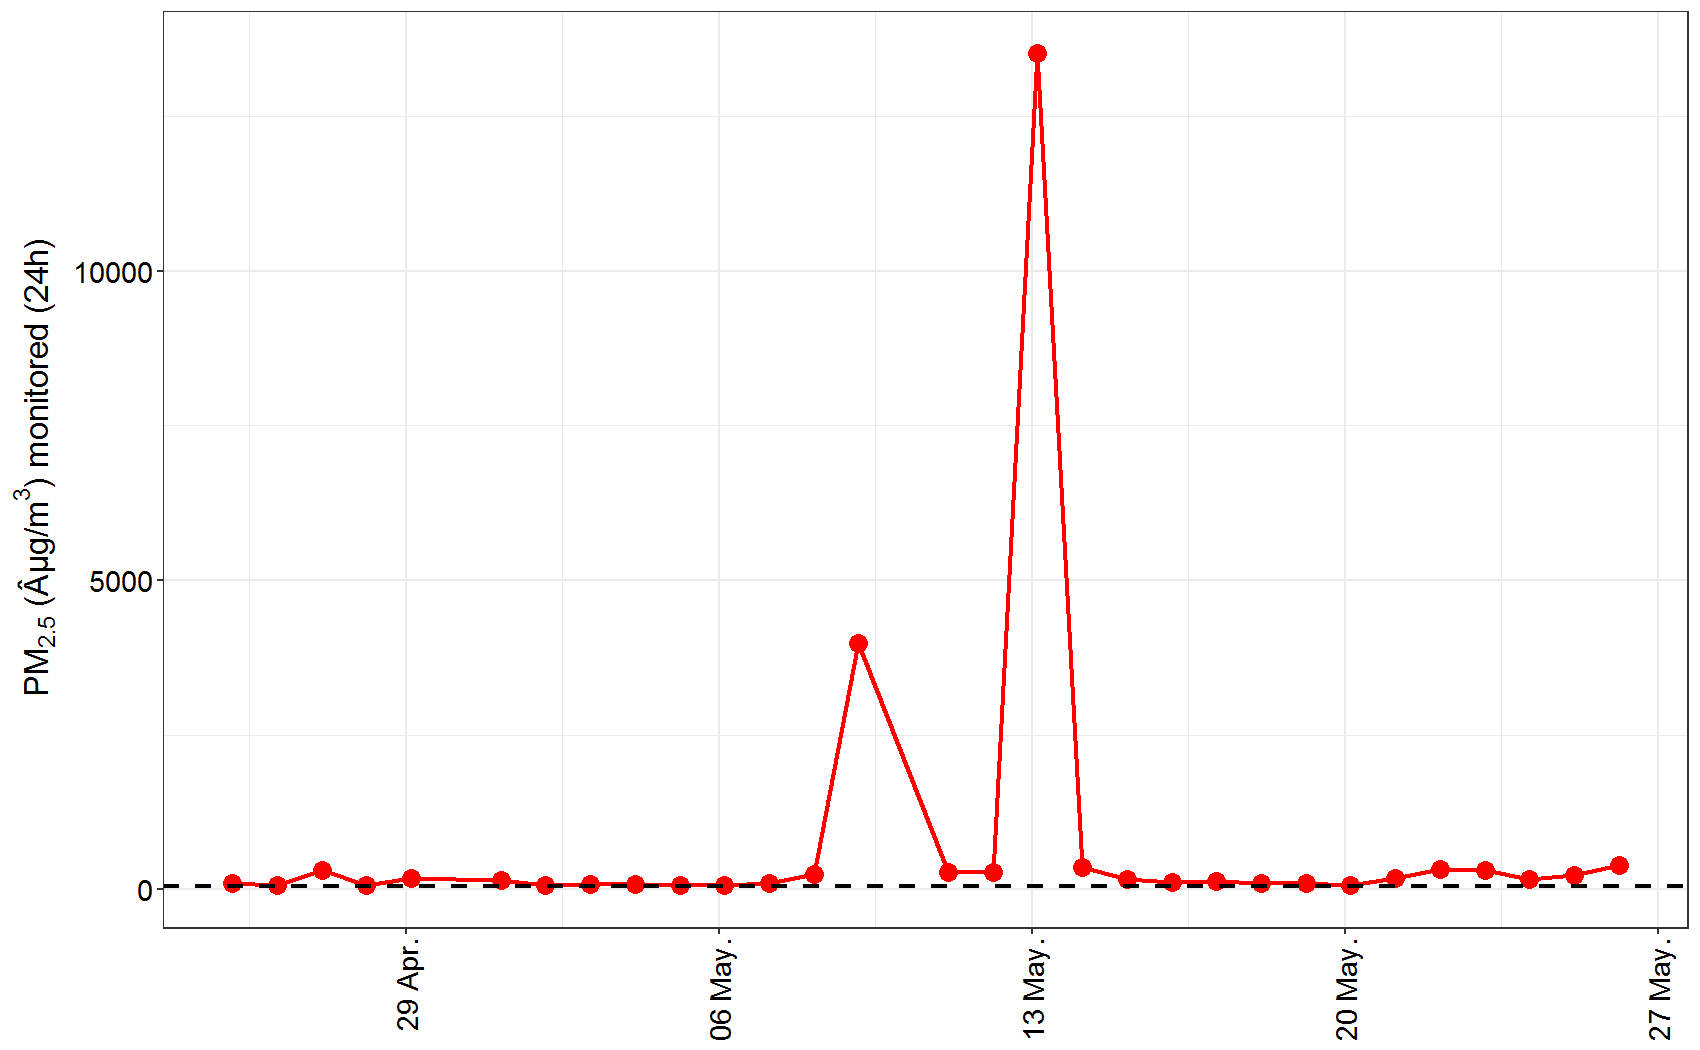 PM2.5 (Âµg/m3) monitored (24h)
10000
5000
0
29 Apr.
06 May.
13 May.
20 May.
27 May.